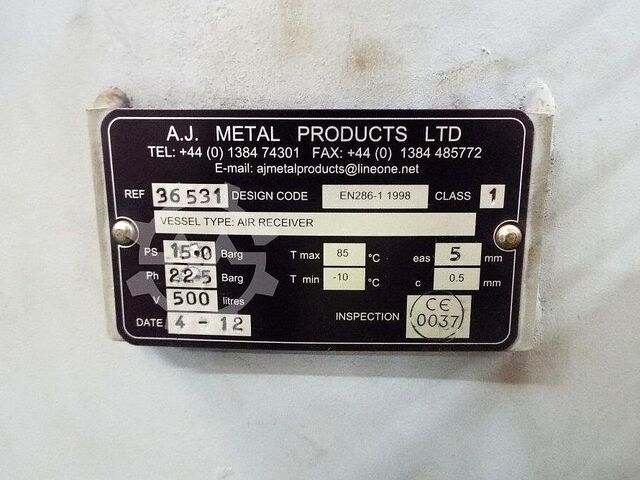 A.J. METAL PRODUCTS LTD
TEL: +44 (0) 1384 74301 FAX: +44 (0) 1384 485772
E-mail: ajmetalproducts@lineone.net
REF 36531 DESIGN CODE EN286-1 1998 CLASS 1
VESSEL TYPE: AIR RECEIVER
PS 15.0 Barg T max 85 °C eas 5 mm
Ph 22.5 Barg T min -10 °C c 0.5 mm
V 500 litres
DATE 4-12 INSPECTION CE 0037